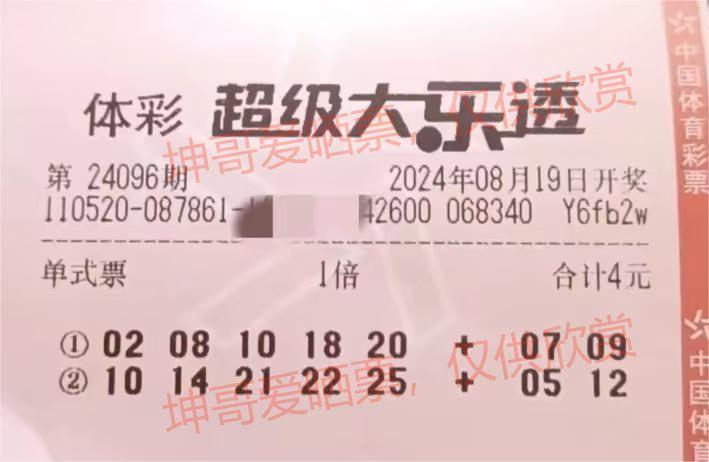 体彩 超级大乐透
第 24096期 2024年08月19日开奖
110520-087861-1 42600 068340 Y6fb2w
单式票 1倍 合计4元
① 02 08 10 18 20 + 07 09
② 10 14 21 22 25 + 05 12
坤哥爱晒票，仅供欣赏
坤哥爱晒票，仅供欣赏
中国体育彩票
中国体育